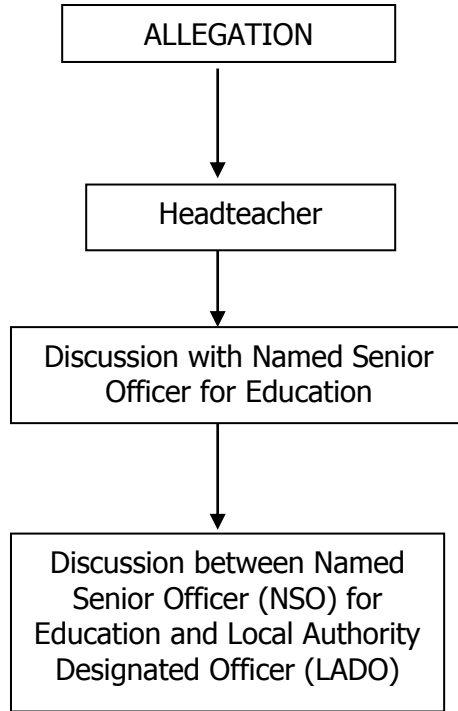 ALLEGATION
Headteacher
Discussion with Named Senior
Officer for Education
Discussion between Named
Senior Officer (NSO) for
Education and Local Authority
Designated Officer (LADO)